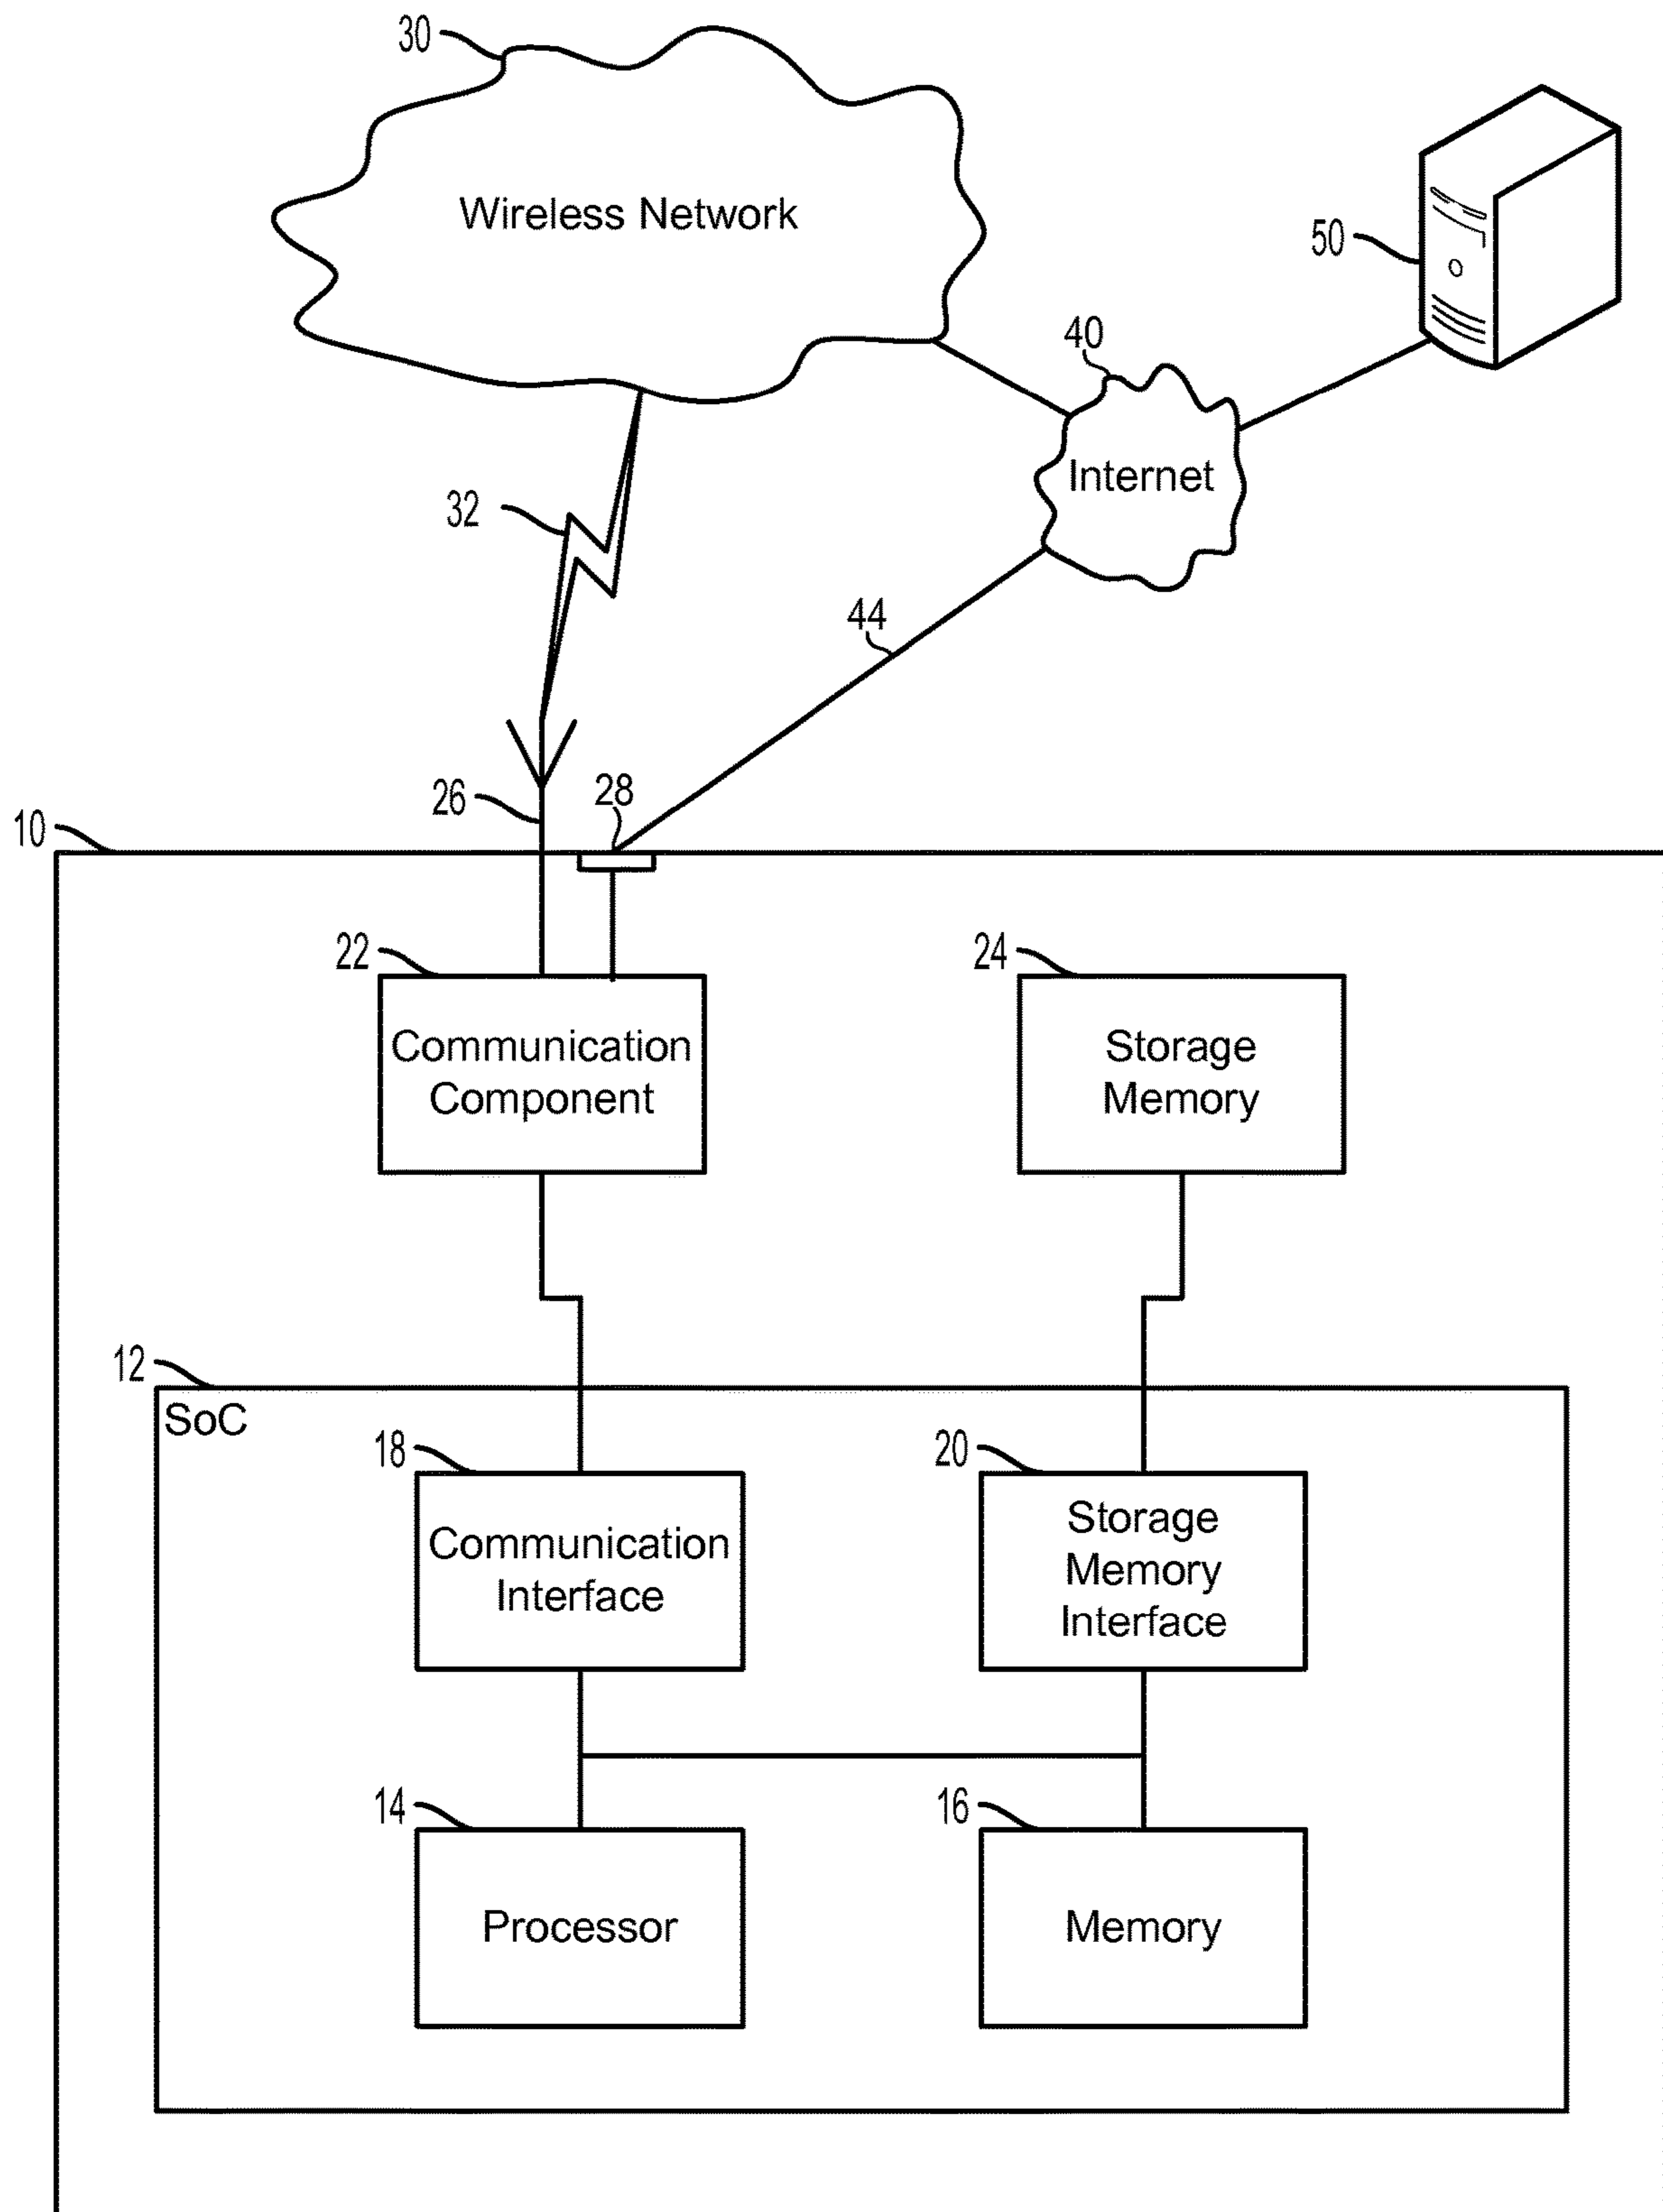 30
Wireless Network
50
40
Internet
32
44
26
28
10
22
24
Communication
Component
Storage
Memory
12
SoC
18
20
Communication
Interface
Storage
Memory
Interface
14
16
Processor
Memory